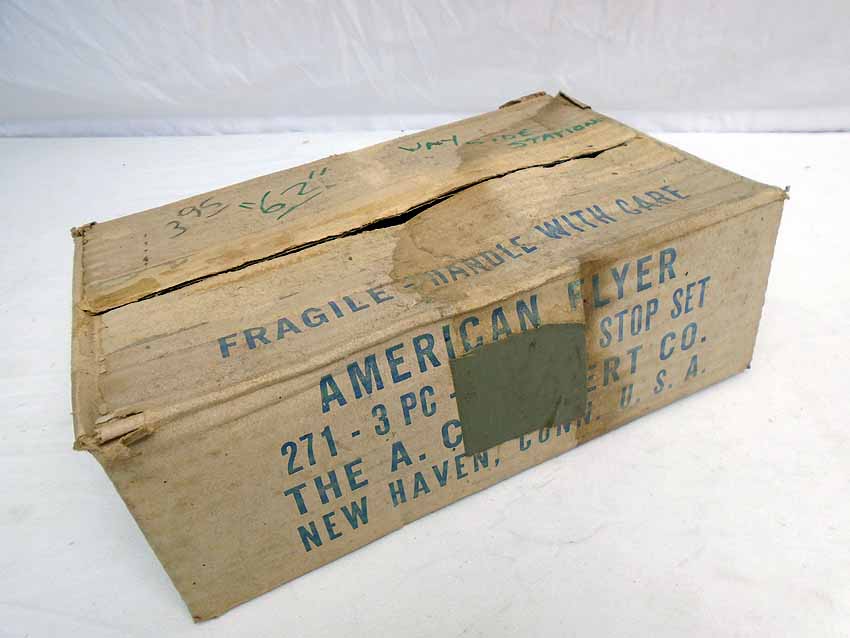 WAY SIDE
STATION
395 "62"
FRAGILE - HANDLE WITH CARE
AMERICAN FLYER
271 - 3 PC - STOP SET
THE A. C. ERT CO.
NEW HAVEN, CONN. U. S. A.